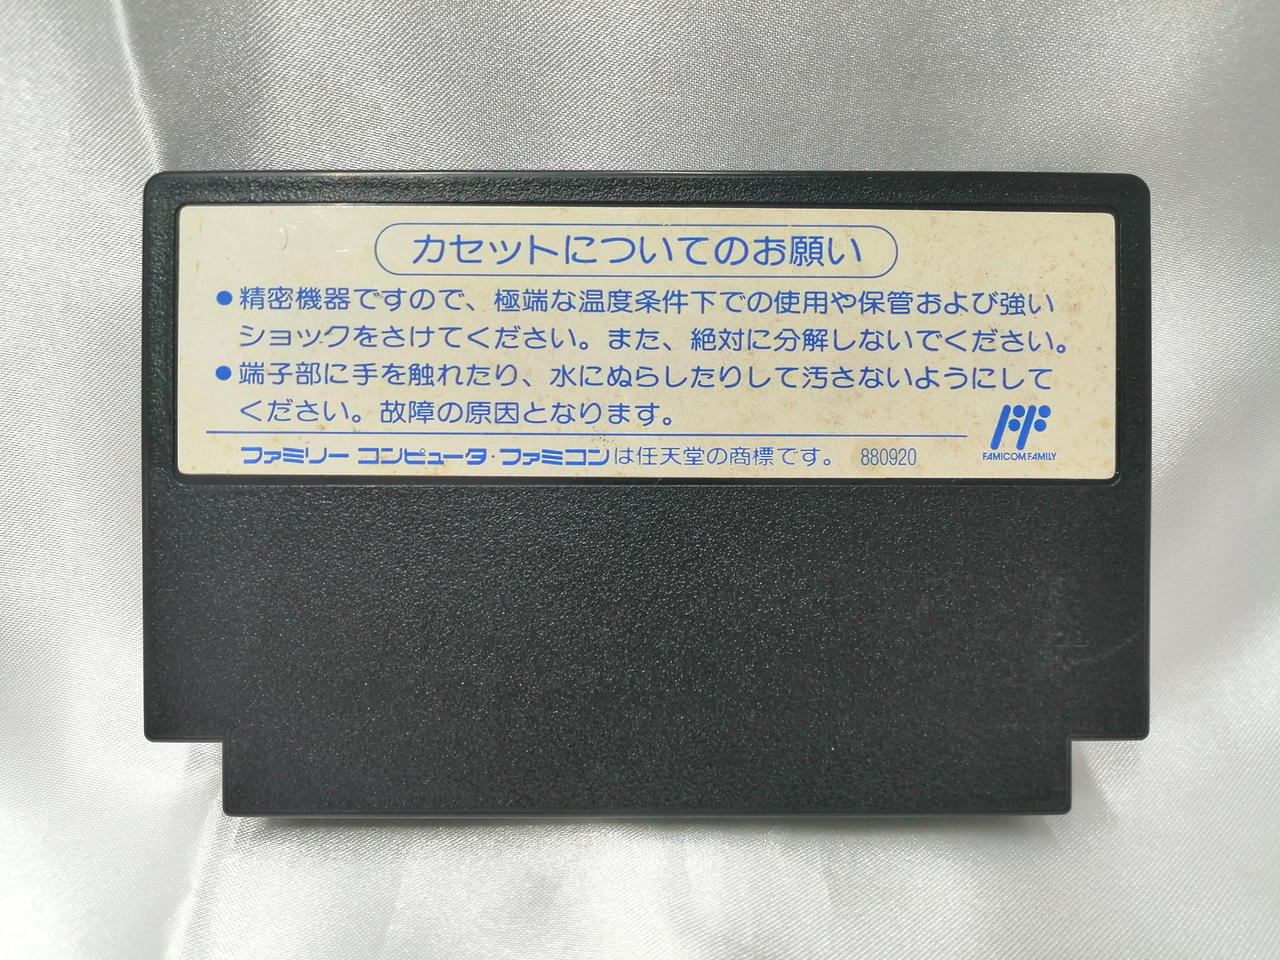 カセットについてのお願い
●精密機器ですので、極端な温度条件下での使用や保管および強い
ショックをさけてください。また、絶対に分解しないでください。
●端子部に手を触れたり、水にぬらしたりして汚さないようにして
ください。故障の原因となります。
ファミリー コンピュータ・ファミコンは任天堂の商標です。 880920
FAMICOM FAMILY